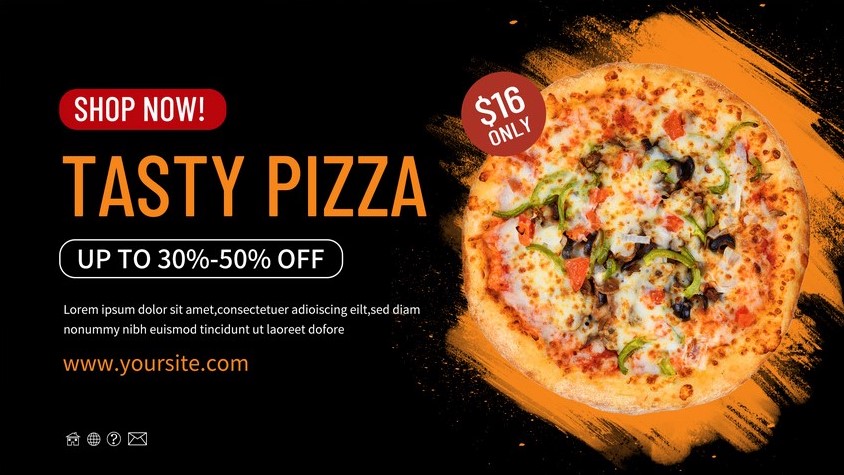 SHOP NOW!
TASTY PIZZA
UP TO 30%-50% OFF
Lorem ipsum dolor sit amet,consectetuer adioiscing eilt,sed diam
nonummy nibh euismod tincidunt ut laoreet dofore
www.yoursite.com
$16
ONLY